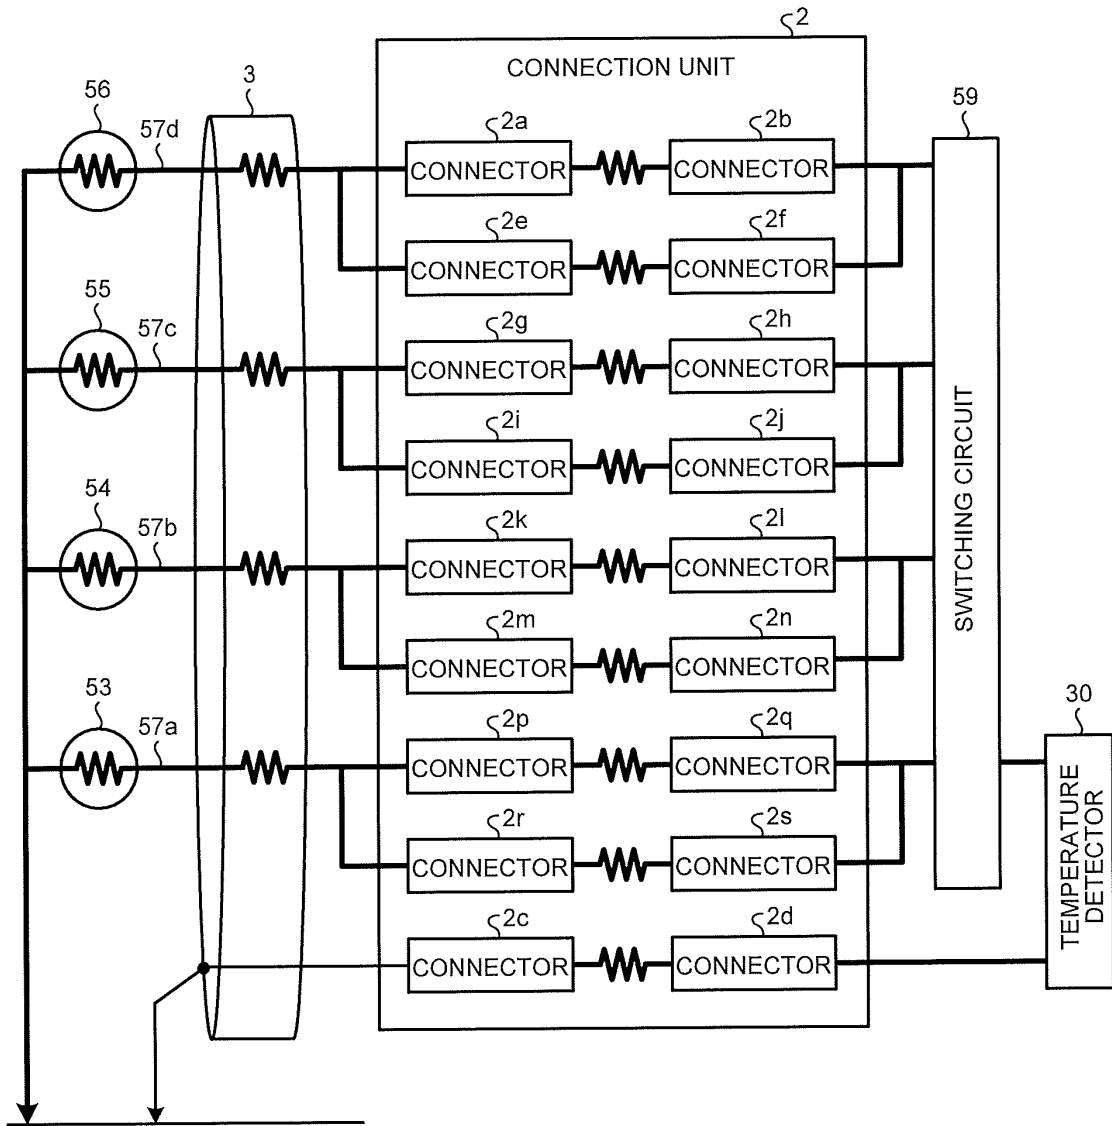 2
CONNECTION UNIT
3
56
57d
59
2a
CONNECTOR
2b
CONNECTOR
2e
CONNECTOR
2f
CONNECTOR
55
57c
2g
CONNECTOR
2h
CONNECTOR
2i
CONNECTOR
2j
CONNECTOR
SWITCHING CIRCUIT
54
57b
2k
CONNECTOR
2l
CONNECTOR
2m
CONNECTOR
2n
CONNECTOR
53
57a
2p
CONNECTOR
2q
CONNECTOR
30
2r
CONNECTOR
2s
CONNECTOR
TEMPERATURE
DETECTOR
2c
CONNECTOR
2d
CONNECTOR